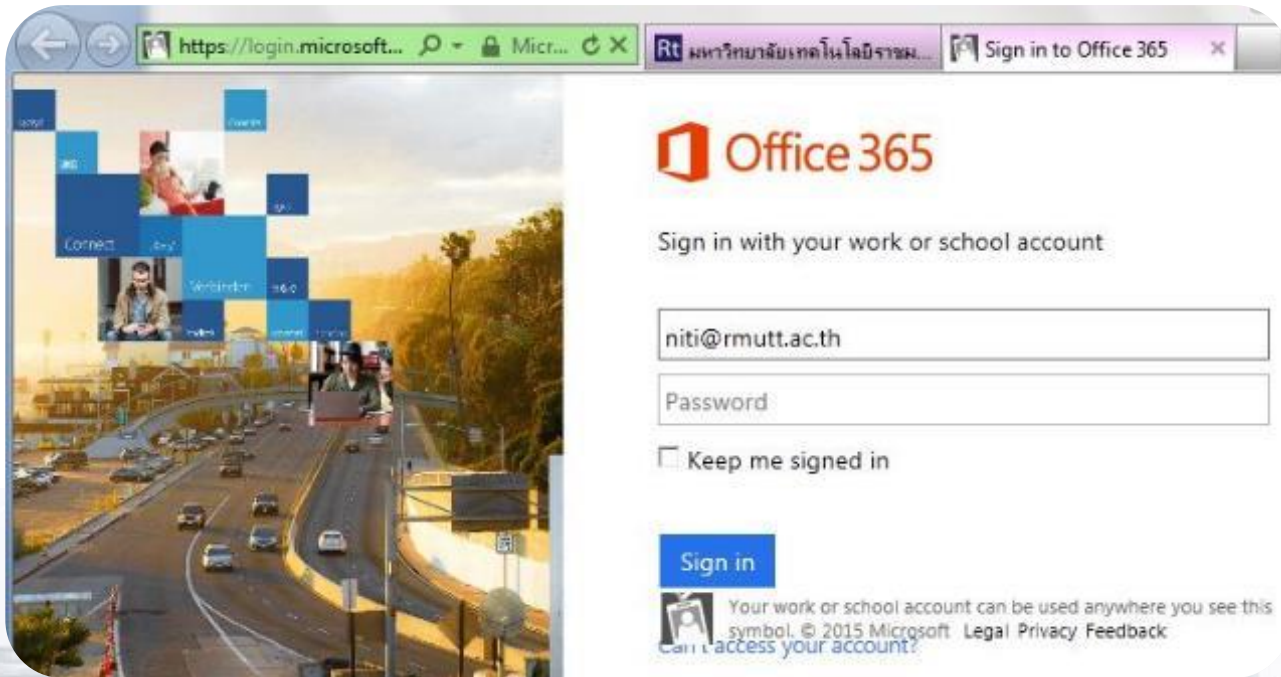 https://login.microsoft... Micr...
Rt มหาวิทยาลัยเทคโนโลยีราชม...
Sign in to Office 365
Connect
Verbinden
Office 365
Sign in with your work or school account
niti@rmutt.ac.th
Password
Keep me signed in
Sign in
Your work or school account can be used anywhere you see this
symbol. © 2015 Microsoft Legal Privacy Feedback
Can't access your account?